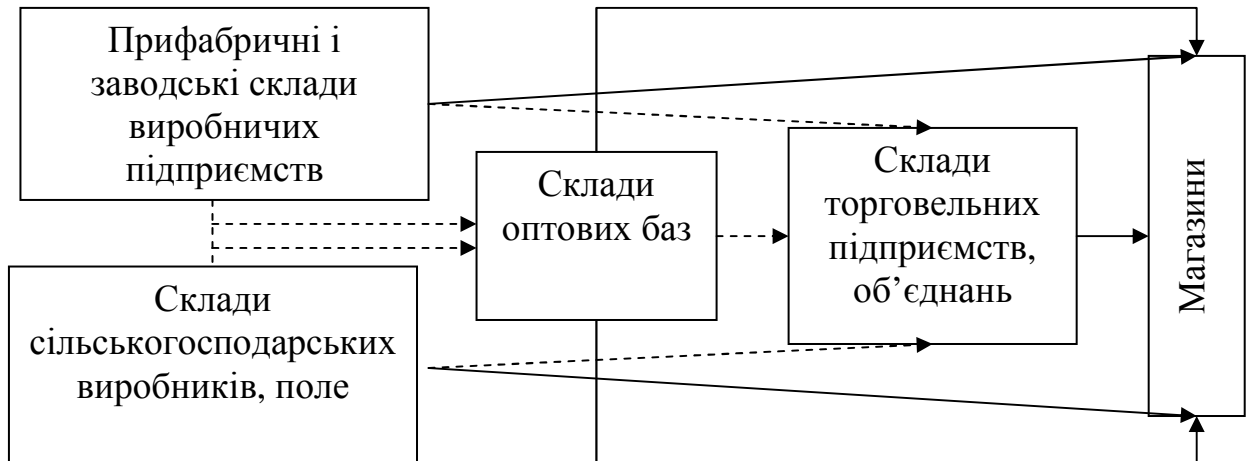 Прифабричні і
заводські склади
виробничих
підприємств
Склади
сільськогосподарських
виробників, поле
Склади
оптових баз
Склади
торговельних
підприємств,
об’єднань
Магазини